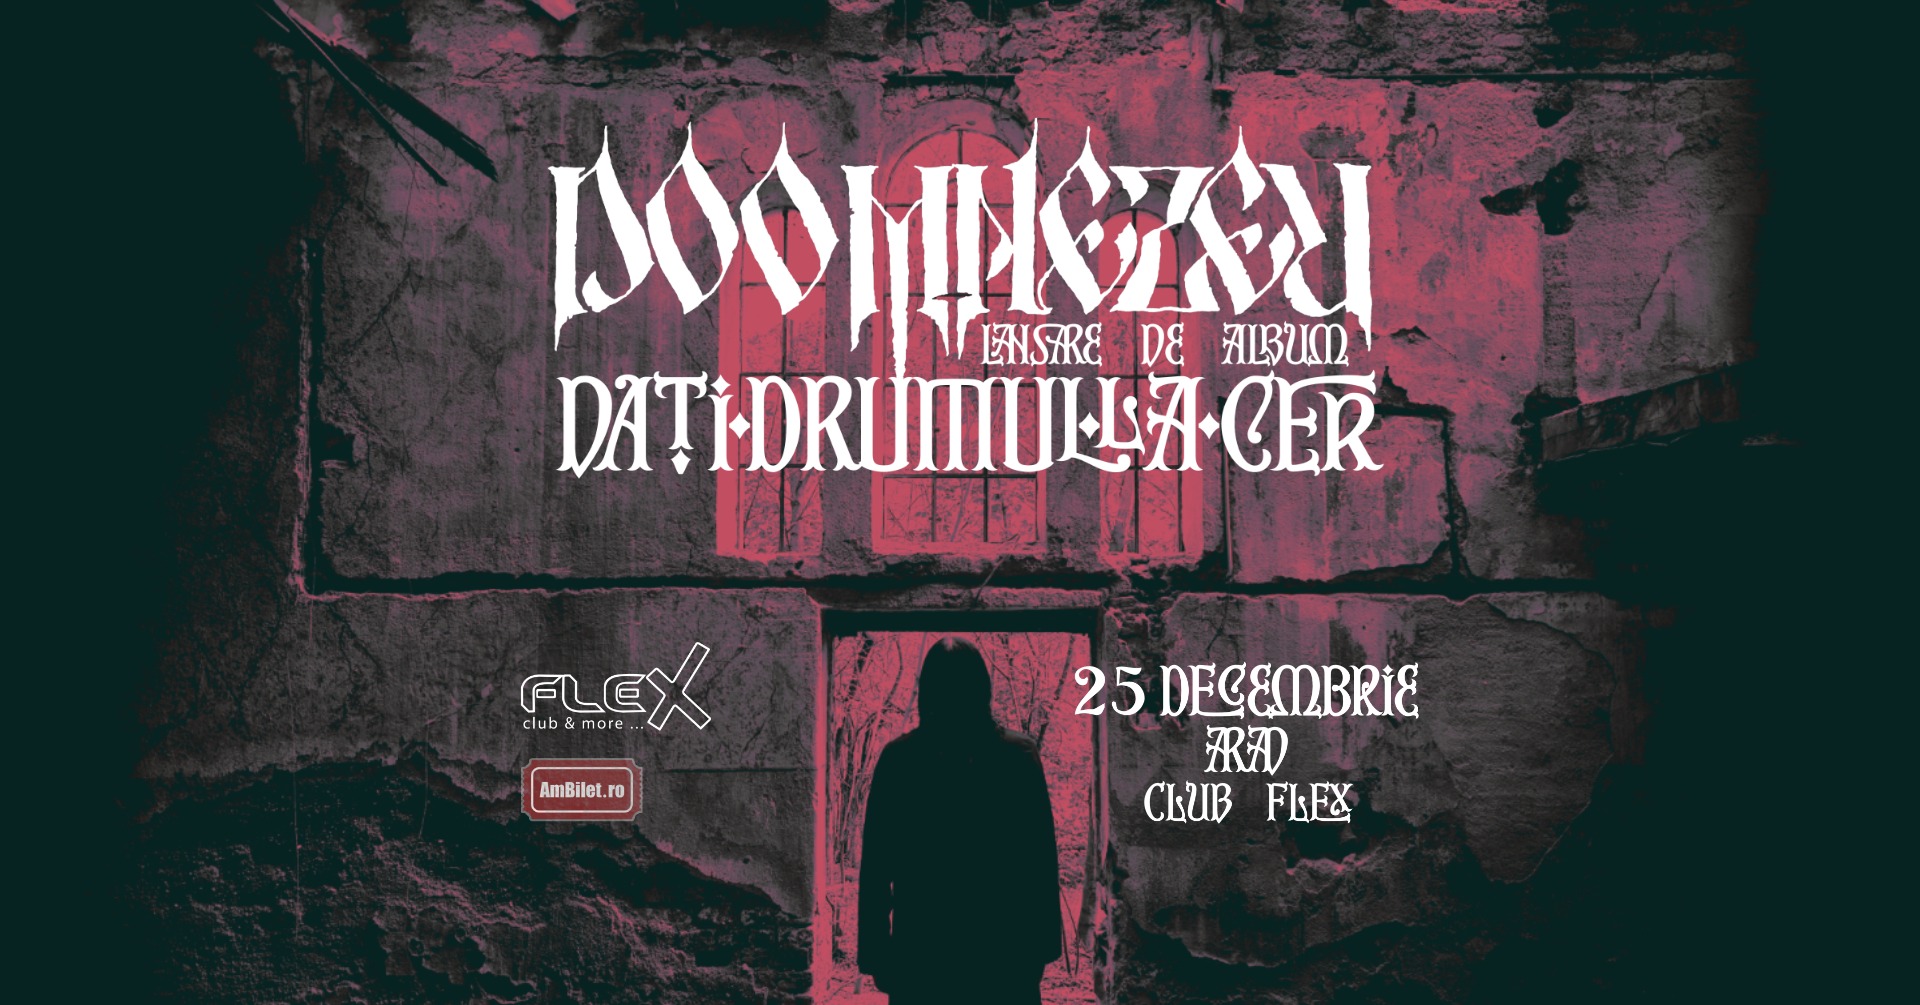 DOOMNEZEU
LANSARE DE ALBUM
DAȚI·DRUMUL·LA·CER
FLEX
club & more ...
AmBilet.ro
25 DECEMBRIE
ARAD
CLUB FLEX